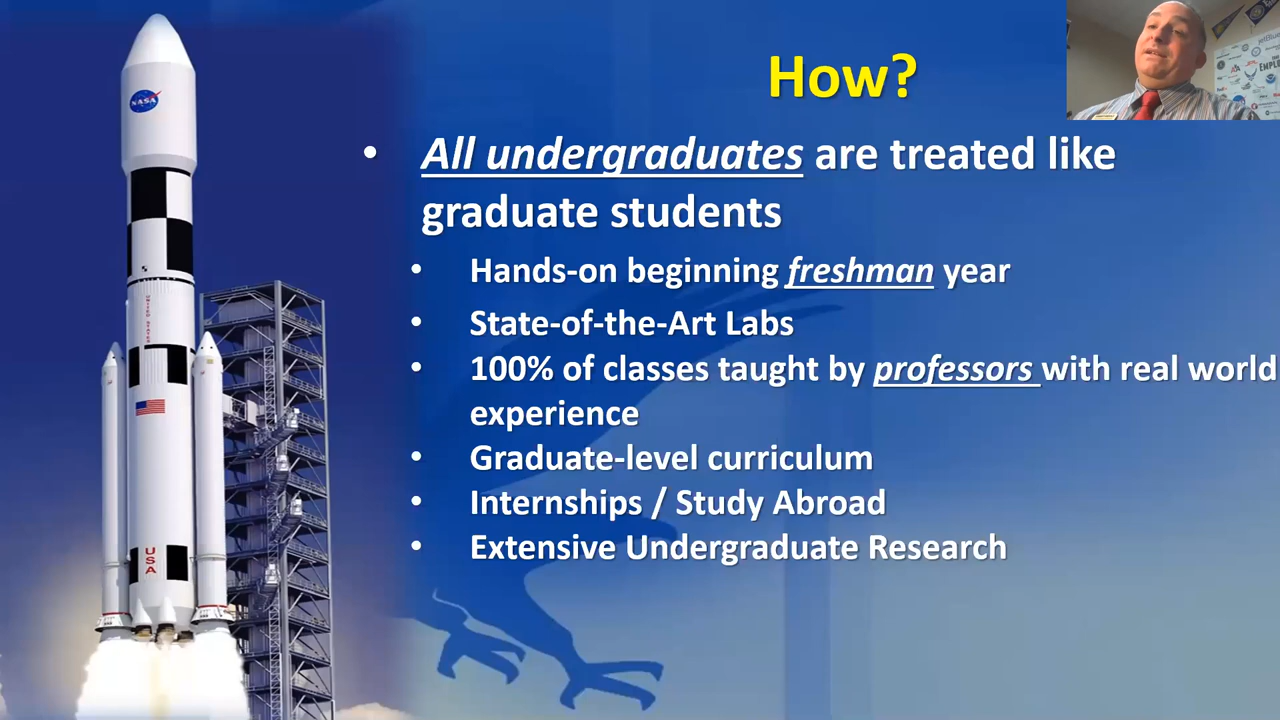 How?
• All undergraduates are treated like
graduate students
• Hands-on beginning freshman year
• State-of-the-Art Labs
• 100% of classes taught by professors with real world
experience
• Graduate-level curriculum
• Internships / Study Abroad
• Extensive Undergraduate Research
NASA
UNITED STATES
USA